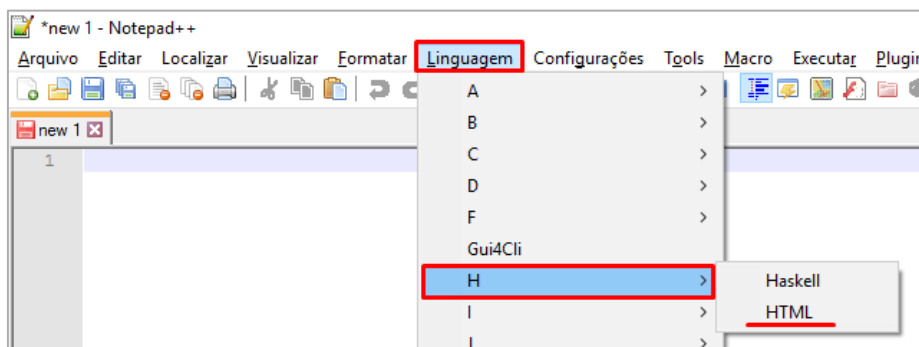 *new 1 - Notepad++
Arquivo Editar Localizar Visualizar Formatar Linguagem Configurações Tools Macro Executar Plugin
new 1
A
B
1
C
D
F
Gui4Cli
H
Haskell
I
HTML
J